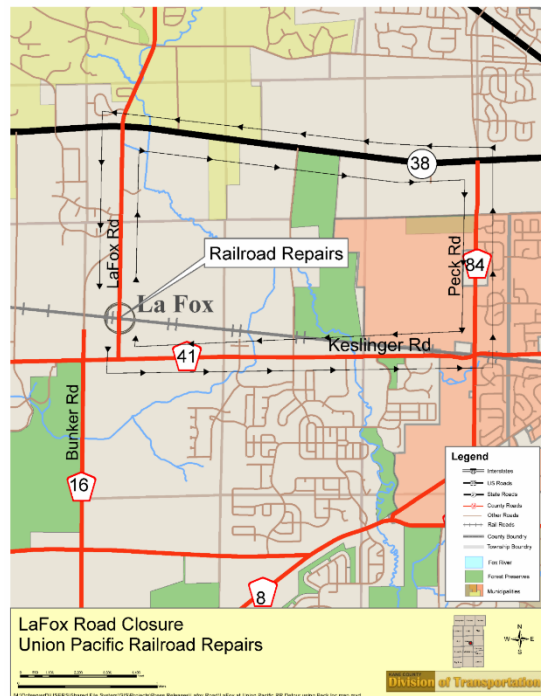 38
LaFox Rd
Railroad Repairs
Peck Rd
84
La Fox
Keslinger Rd
41
Bunker Rd
16
8
Legend
Interstates
US Roads
State Roads
County Roads
Other Roads
Rail Roads
County Boundry
Township Boundry
Fox River
Forest Preserves
Municipalities
LaFox Road Closure
Union Pacific Railroad Repairs
N
W E
S
Division of Transportation